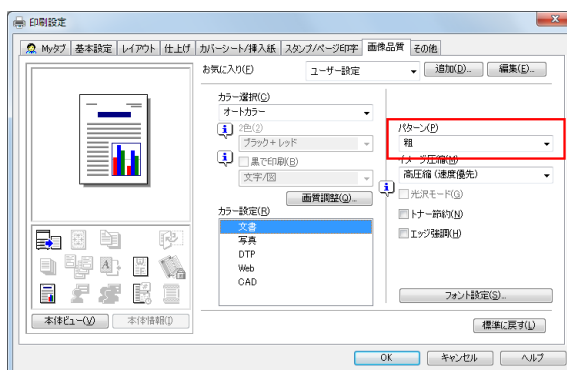 印刷設定
Myタブ 基本設定 レイアウト 仕上げ カバーシート/挿入紙 スタンプ/ページ印字 画像品質 その他
お気に入り(F) ユーザー設定 追加(D)... 編集(E)...
カラー選択(C)
オートカラー
2色(2)
ブラック+レッド
黒で印刷(B)
文字/図
画質調整(Q)...
カラー設定(R)
文書
写真
DTP
Web
CAD
パターン(P)
粗
イメージ圧縮(M)
高圧縮 (速度優先)
光沢モード(G)
トナー節約(N)
エッジ強調(H)
フォント設定(S)...
本体ビュー(V) 本体情報(I)
標準に戻す(L)
OK キャンセル ヘルプ